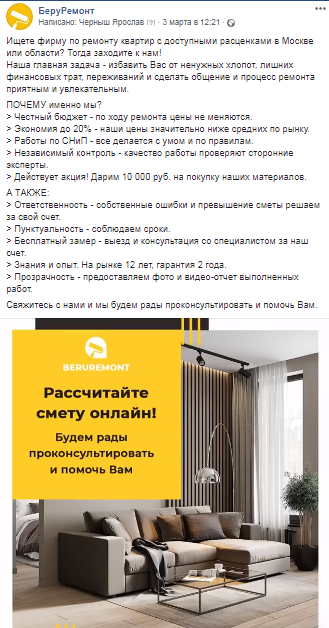 БеруРемонт
Написано: Черныш Ярослав [?] · 3 марта в 12:21 ·
Ищете фирму по ремонту квартир с доступными расценками в Москве
или области? Тогда заходите к нам!
Наша главная задача - избавить Вас от ненужных хлопот, лишних
финансовых трат, переживаний и сделать общение и процесс ремонта
приятным и увлекательным.
ПОЧЕМУ именно мы?
> Честный бюджет - по ходу ремонта цены не меняются.
> Экономия до 20% - наши цены значительно ниже средних по рынку.
> Работы по СНиП - все делается с умом и по правилам.
> Независимый контроль - качество работы проверяют сторонние
эксперты.
> Действует акция! Дарим 10 000 руб. на покупку наших материалов.
А ТАКЖЕ:
> Ответственность - собственные ошибки и превышение сметы решаем
за свой счет.
> Пунктуальность - соблюдаем сроки.
> Бесплатный замер - выезд и консультация со специалистом за наш
счет.
> Знания и опыт. На рынке 12 лет, гарантия 2 года.
> Прозрачность - предоставляем фото и видео-отчет выполненных
работ.
Свяжитесь с нами и мы будем рады проконсультировать и помочь Вам.
BERUREMONT
Рассчитайте
смету онлайн!
Будем рады
проконсультировать
и помочь Вам